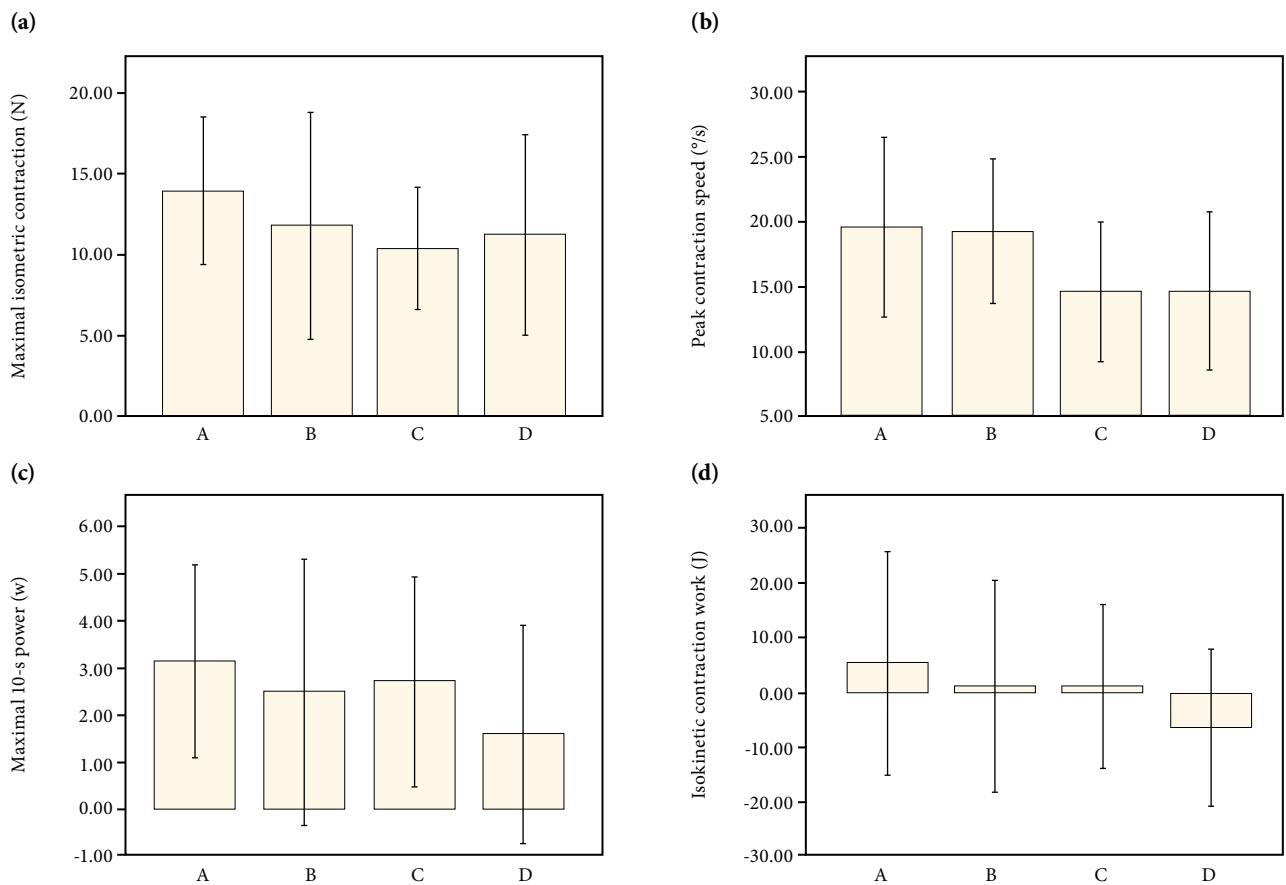 (a)
Maximal isometric contraction (N)
20.00
15.00
10.00
5.00
0.00
A B C D
(b)
Peak contraction speed (°/s)
30.00
25.00
20.00
15.00
10.00
5.00
A B C D
(c)
Maximal 10-s power (w)
6.00
5.00
4.00
3.00
2.00
1.00
0.00
-1.00
A B C D
(d)
Isokinetic contraction work (J)
30.00
20.00
10.00
0.00
-10.00
-20.00
-30.00
A B C D